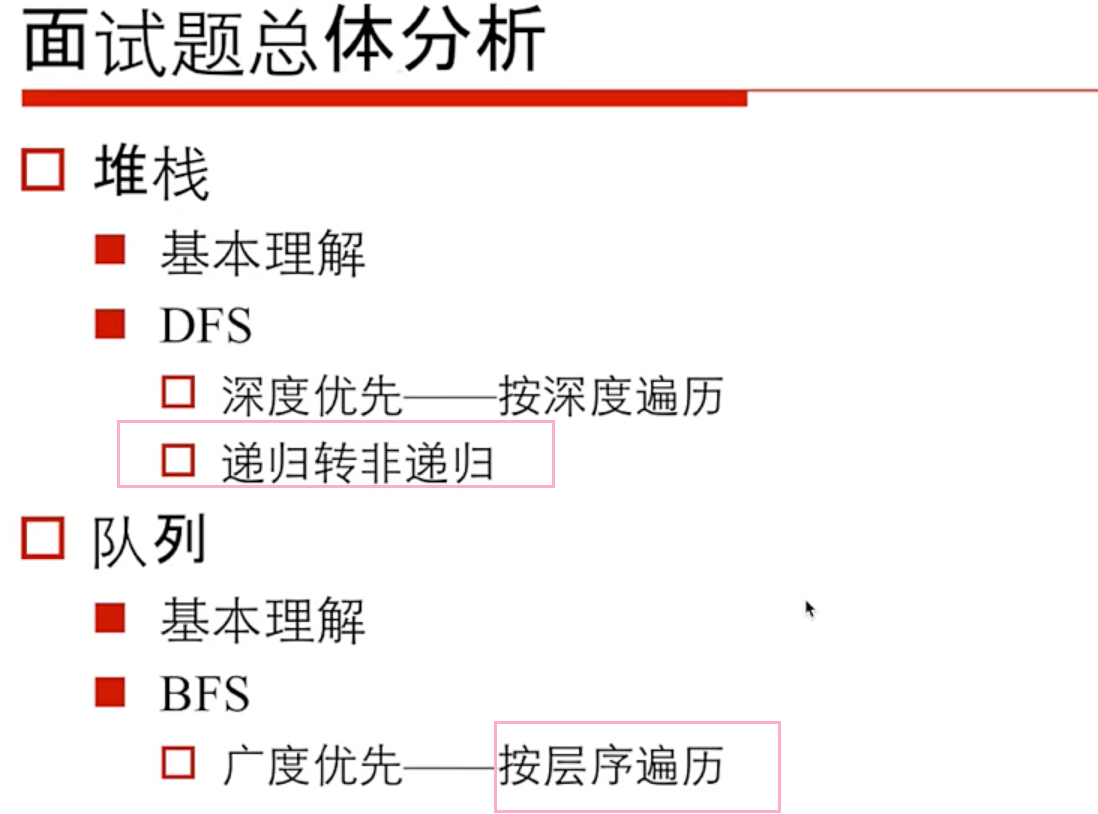 面试题总体分析
堆栈
基本理解
DFS
深度优先——按深度遍历
递归转非递归
队列
基本理解
BFS
广度优先——按层序遍历